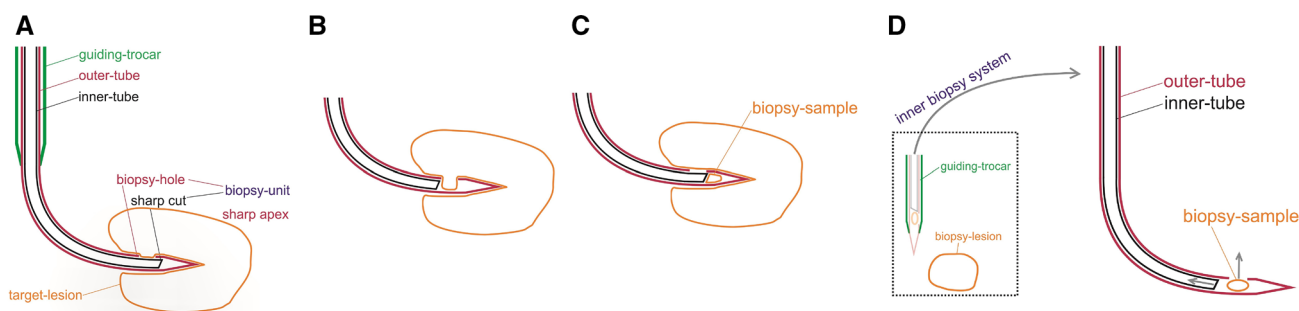 A
guiding-trocar
outer-tube
inner-tube
biopsy-hole
biopsy-unit
sharp cut
sharp apex
target-lesion
B
C
biopsy-sample
D
inner biopsy system
guiding-trocar
biopsy-lesion
outer-tube
inner-tube
biopsy-sample